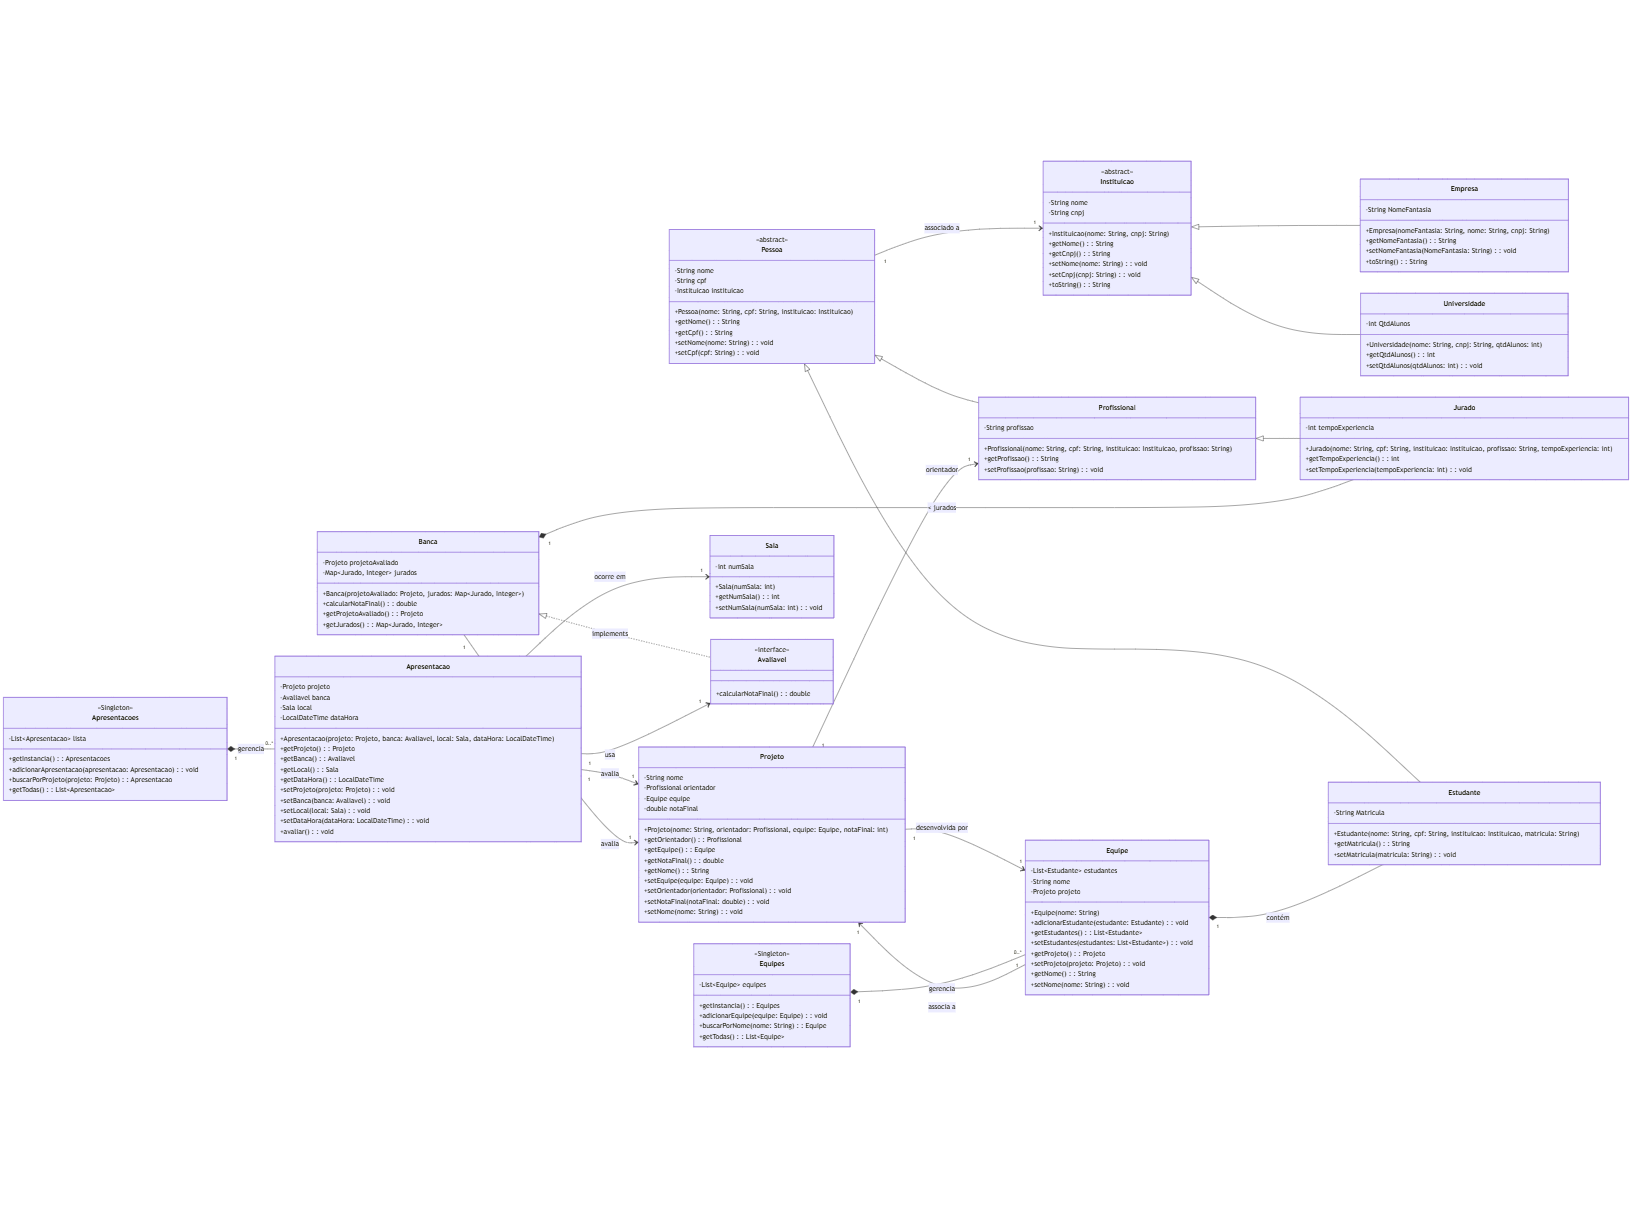 «abstract»
Instituicao
-String nome
-String cnpj
+Instituicao(nome: String, cnpj: String)
+getNome() : : String
+getCnpj() : : String
+setNome(nome: String) : : void
+setCnpj(cnpj: String) : : void
+toString() : : String
Empresa
-String NomeFantasia
+Empresa(nomeFantasia: String, nome: String, cnpj: String)
+getNomeFantasia() : : String
+setNomeFantasia(NomeFantasia: String) : : void
+toString() : : String
associado a
1
1
«abstract»
Pessoa
-String nome
-String cpf
-Instituicao instituicao
+Pessoa(nome: String, cpf: String, instituicao: Instituicao)
+getNome() : : String
+getCpf() : : String
+setNome(nome: String) : : void
+setCpf(cpf: String) : : void
Universidade
-int QtdAlunos
+Universidade(nome: String, cnpj: String, qtdAlunos: int)
+getQtdAlunos() : : int
+setQtdAlunos(qtdAlunos: int) : : void
Profissional
-String profissao
+Profissional(nome: String, cpf: String, instituicao: Instituicao, profissao: String)
+getProfissao() : : String
+setProfissao(profissao: String) : : void
Jurado
-int tempoExperiencia
+Jurado(nome: String, cpf: String, instituicao: Instituicao, profissao: String, tempoExperiencia: int)
+getTempoExperiencia() : : int
+setTempoExperiencia(tempoExperiencia: int) : : void
orientador
1
jurados
1
Banca
-Projeto projetoAvaliado
-Map<Jurado, Integer> jurados
+Banca(projetoAvaliado: Projeto, jurados: Map<Jurado, Integer>)
+calcularNotaFinal() : : double
+getProjetoAvaliado() : : Projeto
+getJurados() : : Map<Jurado, Integer>
1
ocorre em
1
Sala
-int numSala
+Sala(numSala: int)
+getNumSala() : : int
+setNumSala(numSala: int) : : void
implements
«interface»
Avaliavel
+calcularNotaFinal() : : double
Apresentacao
-Projeto projeto
-Avaliavel banca
-Sala local
-LocalDateTime dataHora
+Apresentacao(projeto: Projeto, banca: Avaliavel, local: Sala, dataHora: LocalDateTime)
+getProjeto() : : Projeto
+getBanca() : : Avaliavel
+getLocal() : : Sala
+getDataHora() : : LocalDateTime
+setProjeto(projeto: Projeto) : : void
+setBanca(banca: Avaliavel) : : void
+setLocal(local: Sala) : : void
+setDataHora(dataHora: LocalDateTime) : : void
+avaliar() : : void
«Singleton»
Apresentacoes
-List<Apresentacao> lista
+getInstancia() : : Apresentacoes
+adicionarApresentacao(apresentacao: Apresentacao) : : void
+buscarPorProjeto(projeto: Projeto) : : Apresentacao
+getTodas() : : List<Apresentacao>
gerencia
1
0..*
usa
1
1
avalia
1
1
avalia
1
1
Projeto
-String nome
-Profissional orientador
-Equipe equipe
-double notaFinal
+Projeto(nome: String, orientador: Profissional, equipe: Equipe, notaFinal: int)
+getOrientador() : : Profissional
+getEquipe() : : Equipe
+getNotaFinal() : : double
+getNome() : : String
+setEquipe(equipe: Equipe) : : void
+setOrientador(orientador: Profissional) : : void
+setNotaFinal(notaFinal: double) : : void
+setNome(nome: String) : : void
desenvolvida por
1
1
Equipe
-List<Estudante> estudantes
-String nome
-Projeto projeto
+Equipe(nome: String)
+adicionarEstudante(estudante: Estudante) : : void
+getEstudantes() : : List<Estudante>
+setEstudantes(estudantes: List<Estudante>) : : void
+getProjeto() : : Projeto
+setProjeto(projeto: Projeto) : : void
+getNome() : : String
+setNome(nome: String) : : void
Estudante
-String Matricula
+Estudante(nome: String, cpf: String, instituicao: Instituicao, matricula: String)
+getMatricula() : : String
+setMatricula(matricula: String) : : void
contém
1
«Singleton»
Equipes
-List<Equipe> equipes
+getInstancia() : : Equipes
+adicionarEquipe(equipe: Equipe) : : void
+buscarPorNome(nome: String) : : Equipe
+getTodas() : : List<Equipe>
gerencia
1
0..*
associa a
1
1